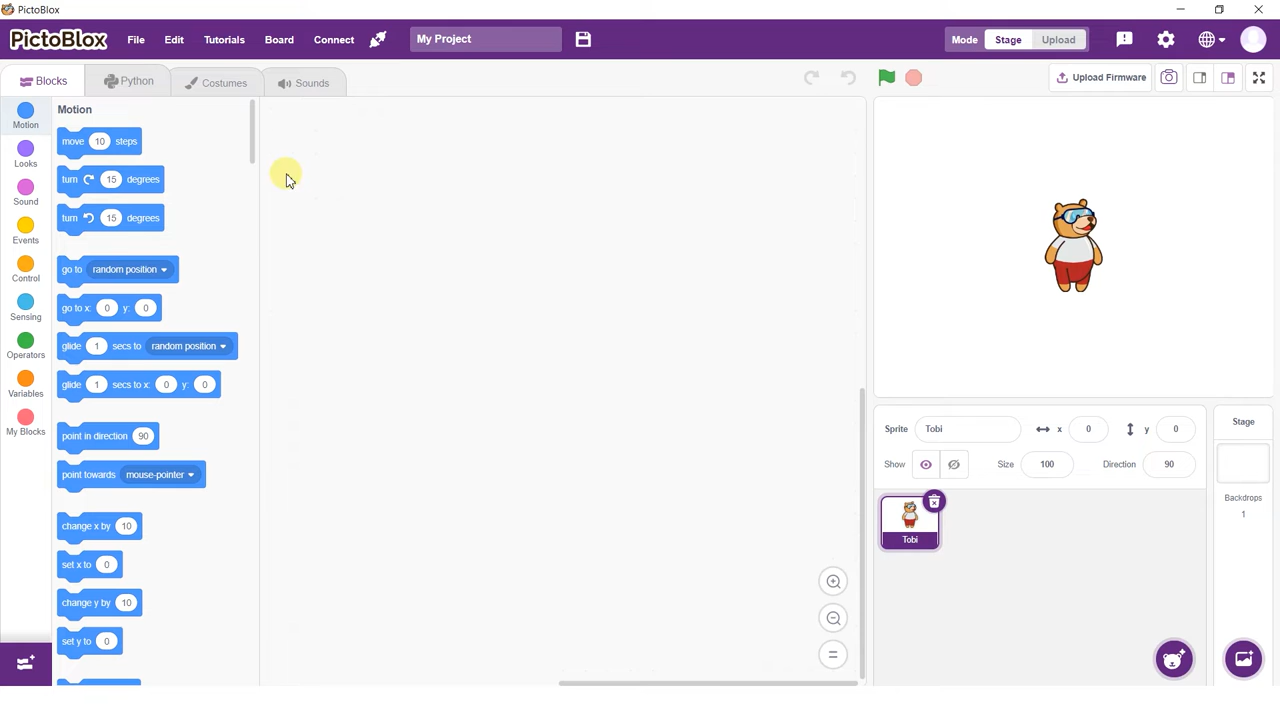 PictoBlox
PictoBlox File Edit Tutorials Board Connect My Project Mode Stage Upload
Blocks Python Costumes Sounds Upload Firmware
Motion
Looks
Sound
Events
Control
Sensing
Operators
Variables
My Blocks
Motion
move 10 steps
turn 15 degrees
turn 15 degrees
go to random position
go to x: 0 y: 0
glide 1 secs to random position
glide 1 secs to x: 0 y: 0
point in direction 90
point towards mouse-pointer
change x by 10
set x to 0
change y by 10
set y to 0
Sprite Tobi x 0 y 0
Show Size 100 Direction 90
Tobi
Stage
Backdrops
1